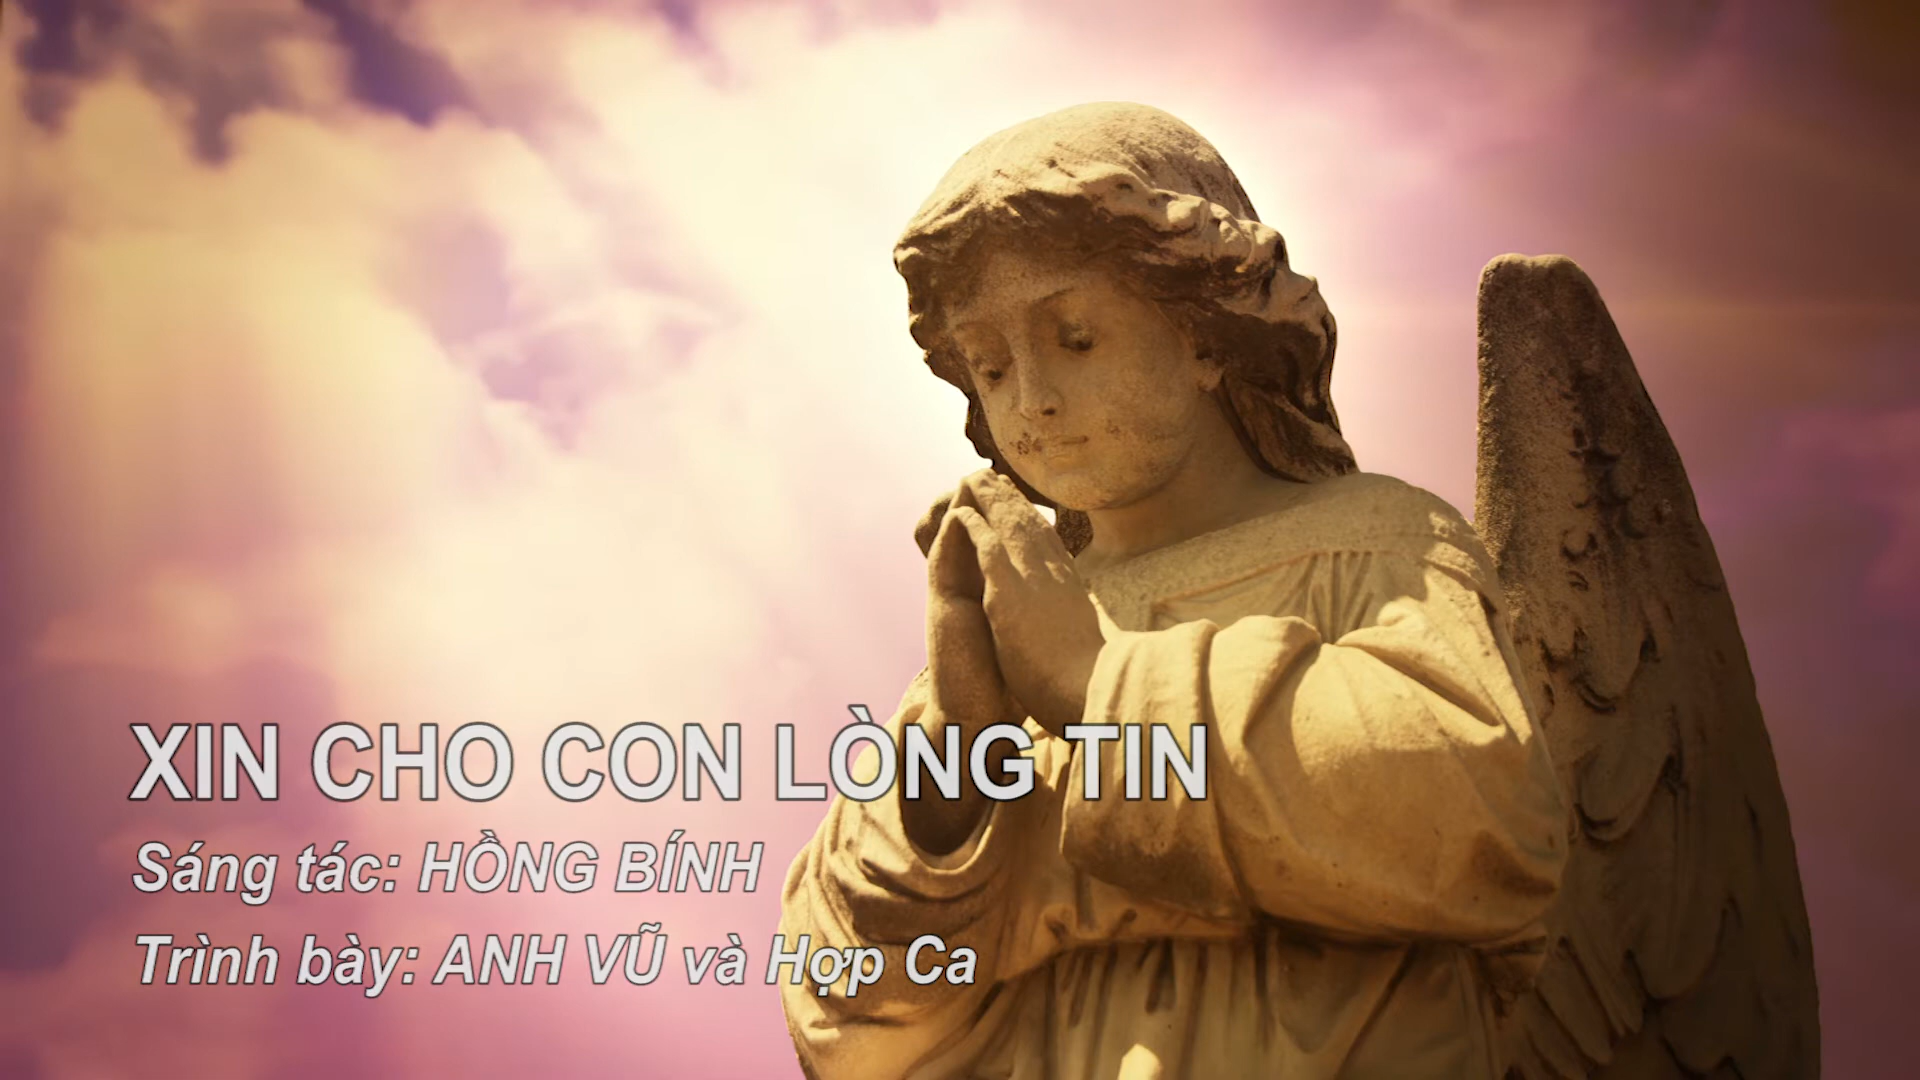 XIN CHO CON LÒNG TIN
Sáng tác: HỒNG BÍNH
Trình bày: ANH VŨ và Hợp Ca